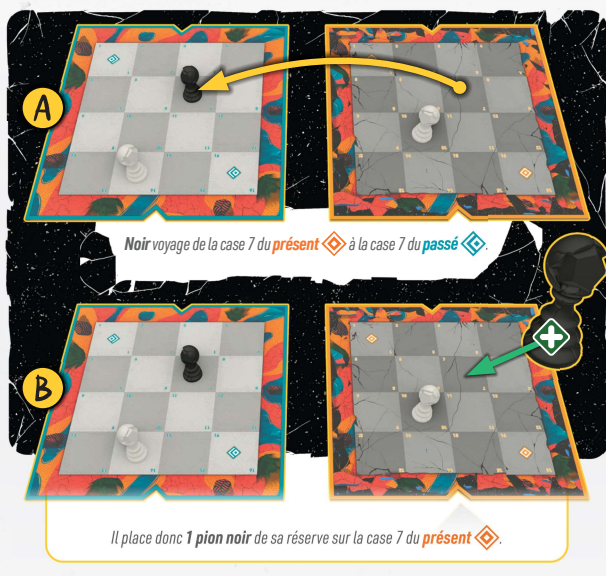 A
Noir voyage de la case 7 du présent à la case 7 du passé .
B
Il place donc 1 pion noir de sa réserve sur la case 7 du présent .